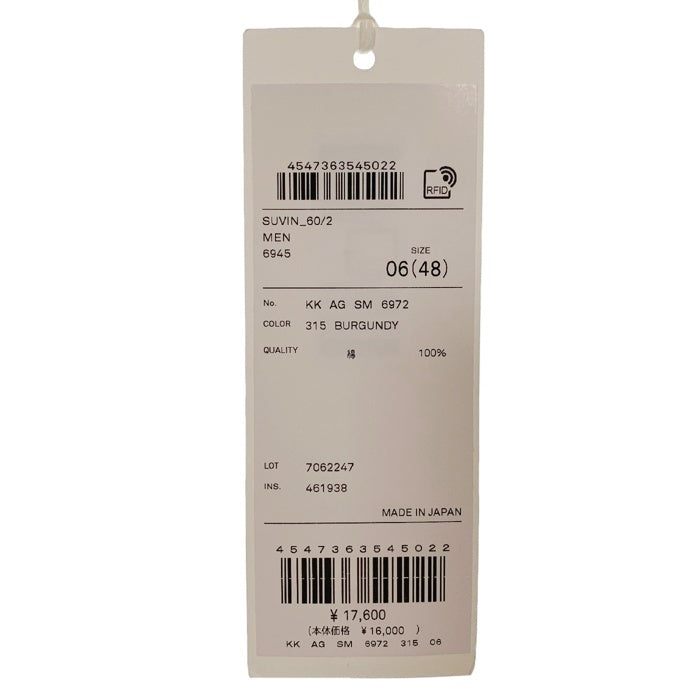 4547363545022
RFID
SUVIN_60/2
MEN
6945
SIZE
06(48)
No. KK AG SM 6972
COLOR 315 BURGUNDY
QUALITY 綿 100%
LOT 7062247
INS. 461938
MADE IN JAPAN
4547363545022
¥ 17,600
(本体価格 ¥16,000 )
KK AG SM 6972 315 06